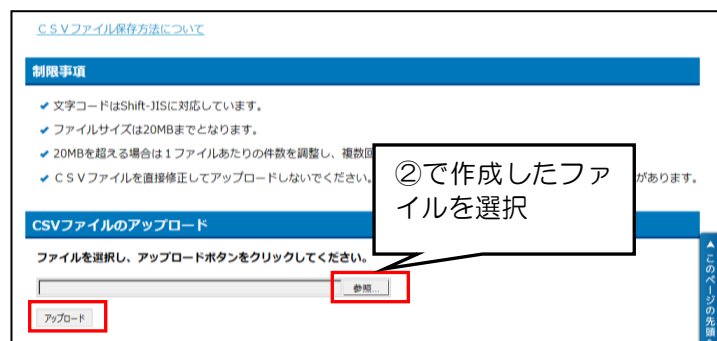 ＣＳＶファイル保存方法について
制限事項
文字コードはShift-JISに対応しています。
ファイルサイズは20MBまでとなります。
20MBを超える場合は１ファイルあたりの件数を調整し、複数回
ＣＳＶファイルを直接修正してアップロードしないでください。
があります。
②で作成したファ
イルを選択
CSVファイルのアップロード
ファイルを選択し、アップロードボタンをクリックしてください。
参照...
アップロード
▲このページの先頭